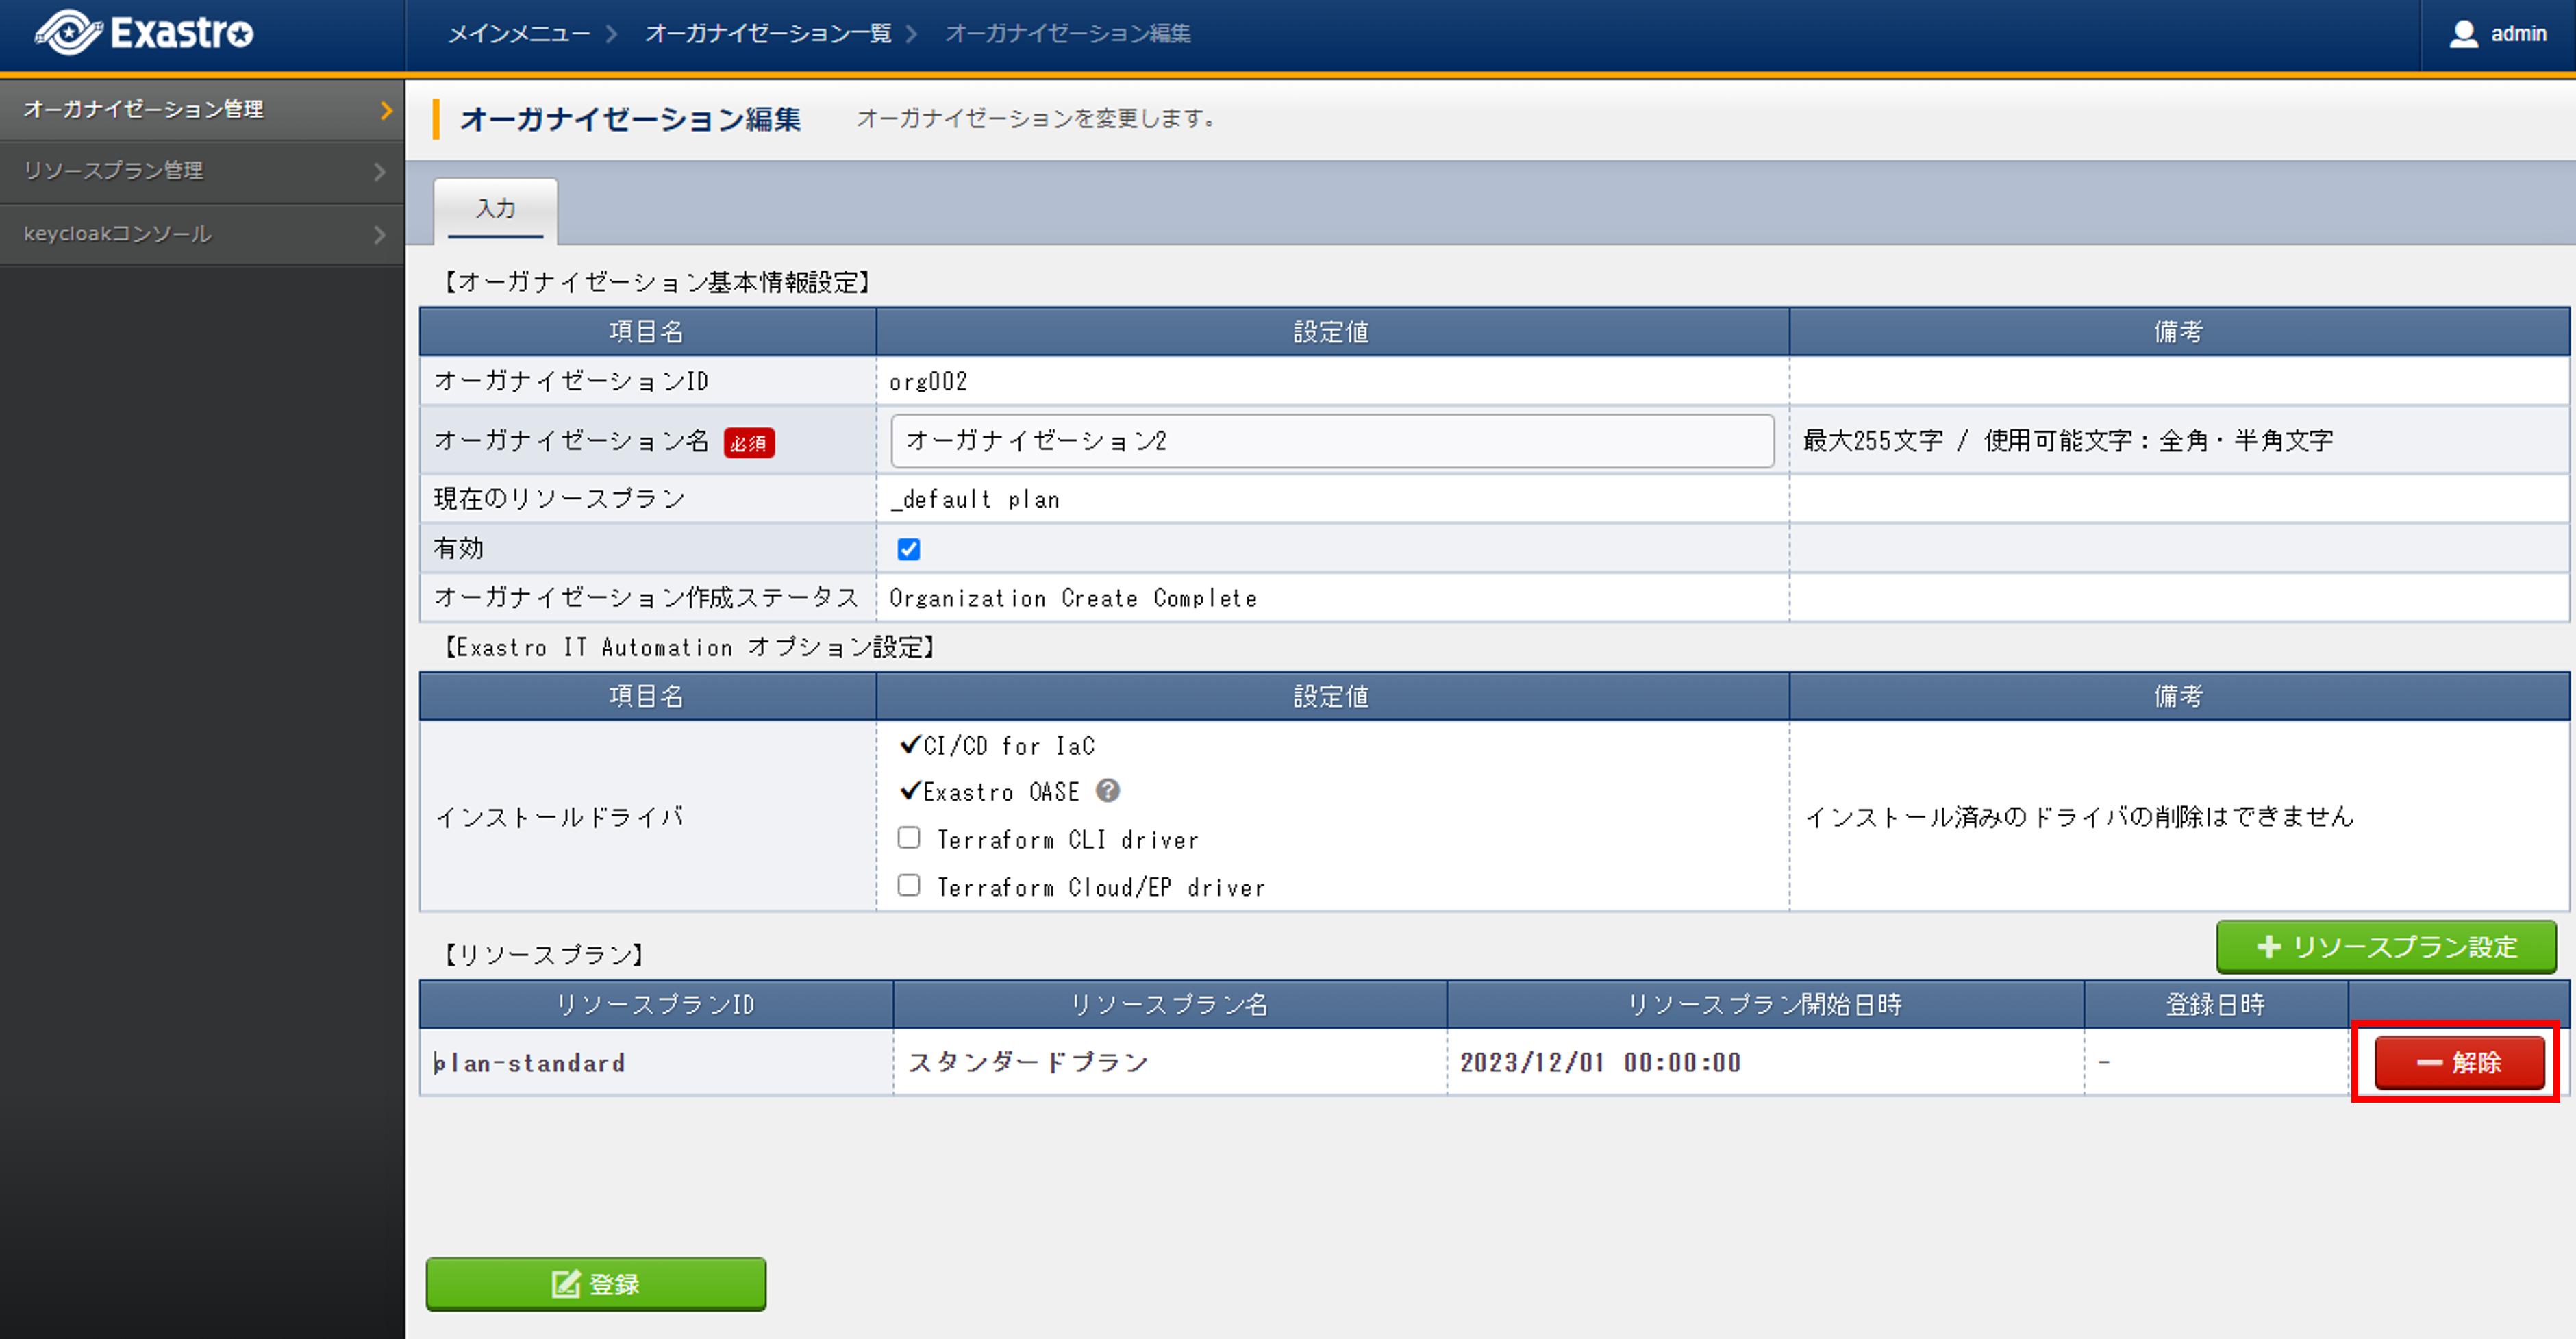 Exastro
メインメニュー
オーガナイゼーション一覧
オーガナイゼーション編集
admin
オーガナイゼーション管理
リソースプラン管理
keycloakコンソール
オーガナイゼーション編集
オーガナイゼーションを変更します。
入力
【オーガナイゼーション基本情報設定】
項目名 設定値 備考
オーガナイゼーションID org002
オーガナイゼーション名 必須 オーガナイゼーション2 最大255文字 / 使用可能文字：全角・半角文字
現在のリソースプラン _default plan
有効
オーガナイゼーション作成ステータス Organization Create Complete
【Exastro IT Automation オプション設定】
項目名 設定値 備考
✔CI/CD for IaC
✔Exastro OASE ?
インストールドライバ インストール済みのドライバの削除はできません
Terraform CLI driver
Terraform Cloud/EP driver
【リソースプラン】
リソースプラン設定
リソースプランID リソースプラン名 リソースプラン開始日時 登録日時
plan-standard スタンダードプラン 2023/12/01 00:00:00 - 解除
登録